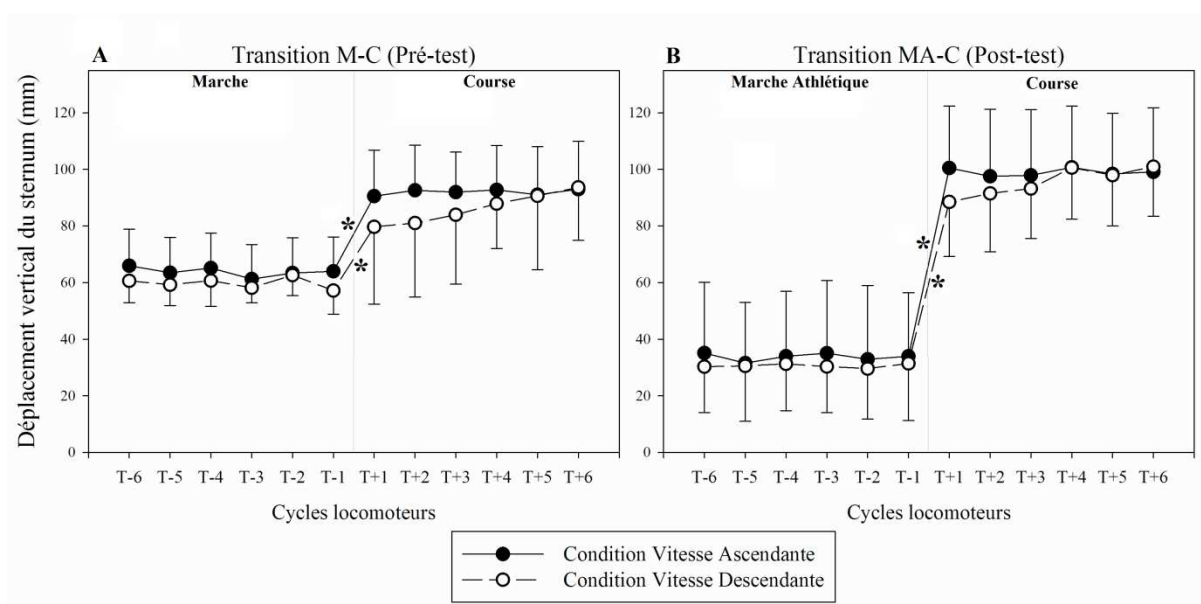 A
Transition M-C (Pré-test)
B
Transition MA-C (Post-test)
Marche
Course
Marche Athlétique
Course
Déplacement vertical du sternum (mm)
120
100
80
60
40
20
0
*
*
120
100
80
60
40
20
0
*
*
T-6 T-5 T-4 T-3 T-2 T-1 T+1 T+2 T+3 T+4 T+5 T+6
T-6 T-5 T-4 T-3 T-2 T-1 T+1 T+2 T+3 T+4 T+5 T+6
Cycles locomoteurs
Cycles locomoteurs
Condition Vitesse Ascendante
Condition Vitesse Descendante